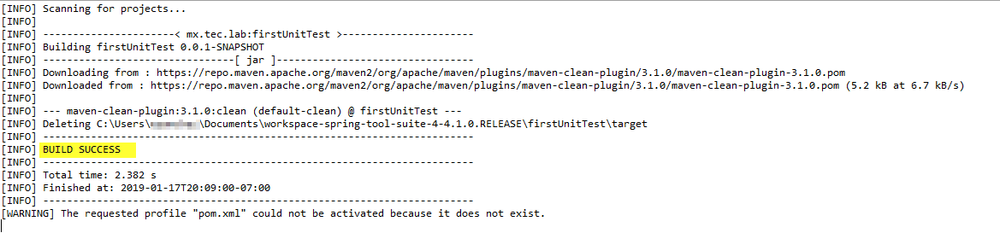 [INFO] Scanning for projects...
[INFO]
[INFO] ----------------------< mx.tec.lab:firstUnitTest >----------------------
[INFO] Building firstUnitTest 0.0.1-SNAPSHOT
[INFO] --------------------------------[ jar ]---------------------------------
[INFO] Downloading from : https://repo.maven.apache.org/maven2/org/apache/maven/plugins/maven-clean-plugin/3.1.0/maven-clean-plugin-3.1.0.pom
[INFO] Downloaded from : https://repo.maven.apache.org/maven2/org/apache/maven/plugins/maven-clean-plugin/3.1.0/maven-clean-plugin-3.1.0.pom (5.2 kB at 6.7 kB/s)
[INFO]
[INFO] --- maven-clean-plugin:3.1.0:clean (default-clean) @ firstUnitTest ---
[INFO] Deleting C:\Users\ \Documents\workspace-spring-tool-suite-4-4.1.0.RELEASE\firstUnitTest\target
[INFO] ------------------------------------------------------------------------
[INFO] BUILD SUCCESS
[INFO] ------------------------------------------------------------------------
[INFO] Total time: 2.382 s
[INFO] Finished at: 2019-01-17T20:09:00-07:00
[INFO] ------------------------------------------------------------------------
[WARNING] The requested profile "pom.xml" could not be activated because it does not exist.